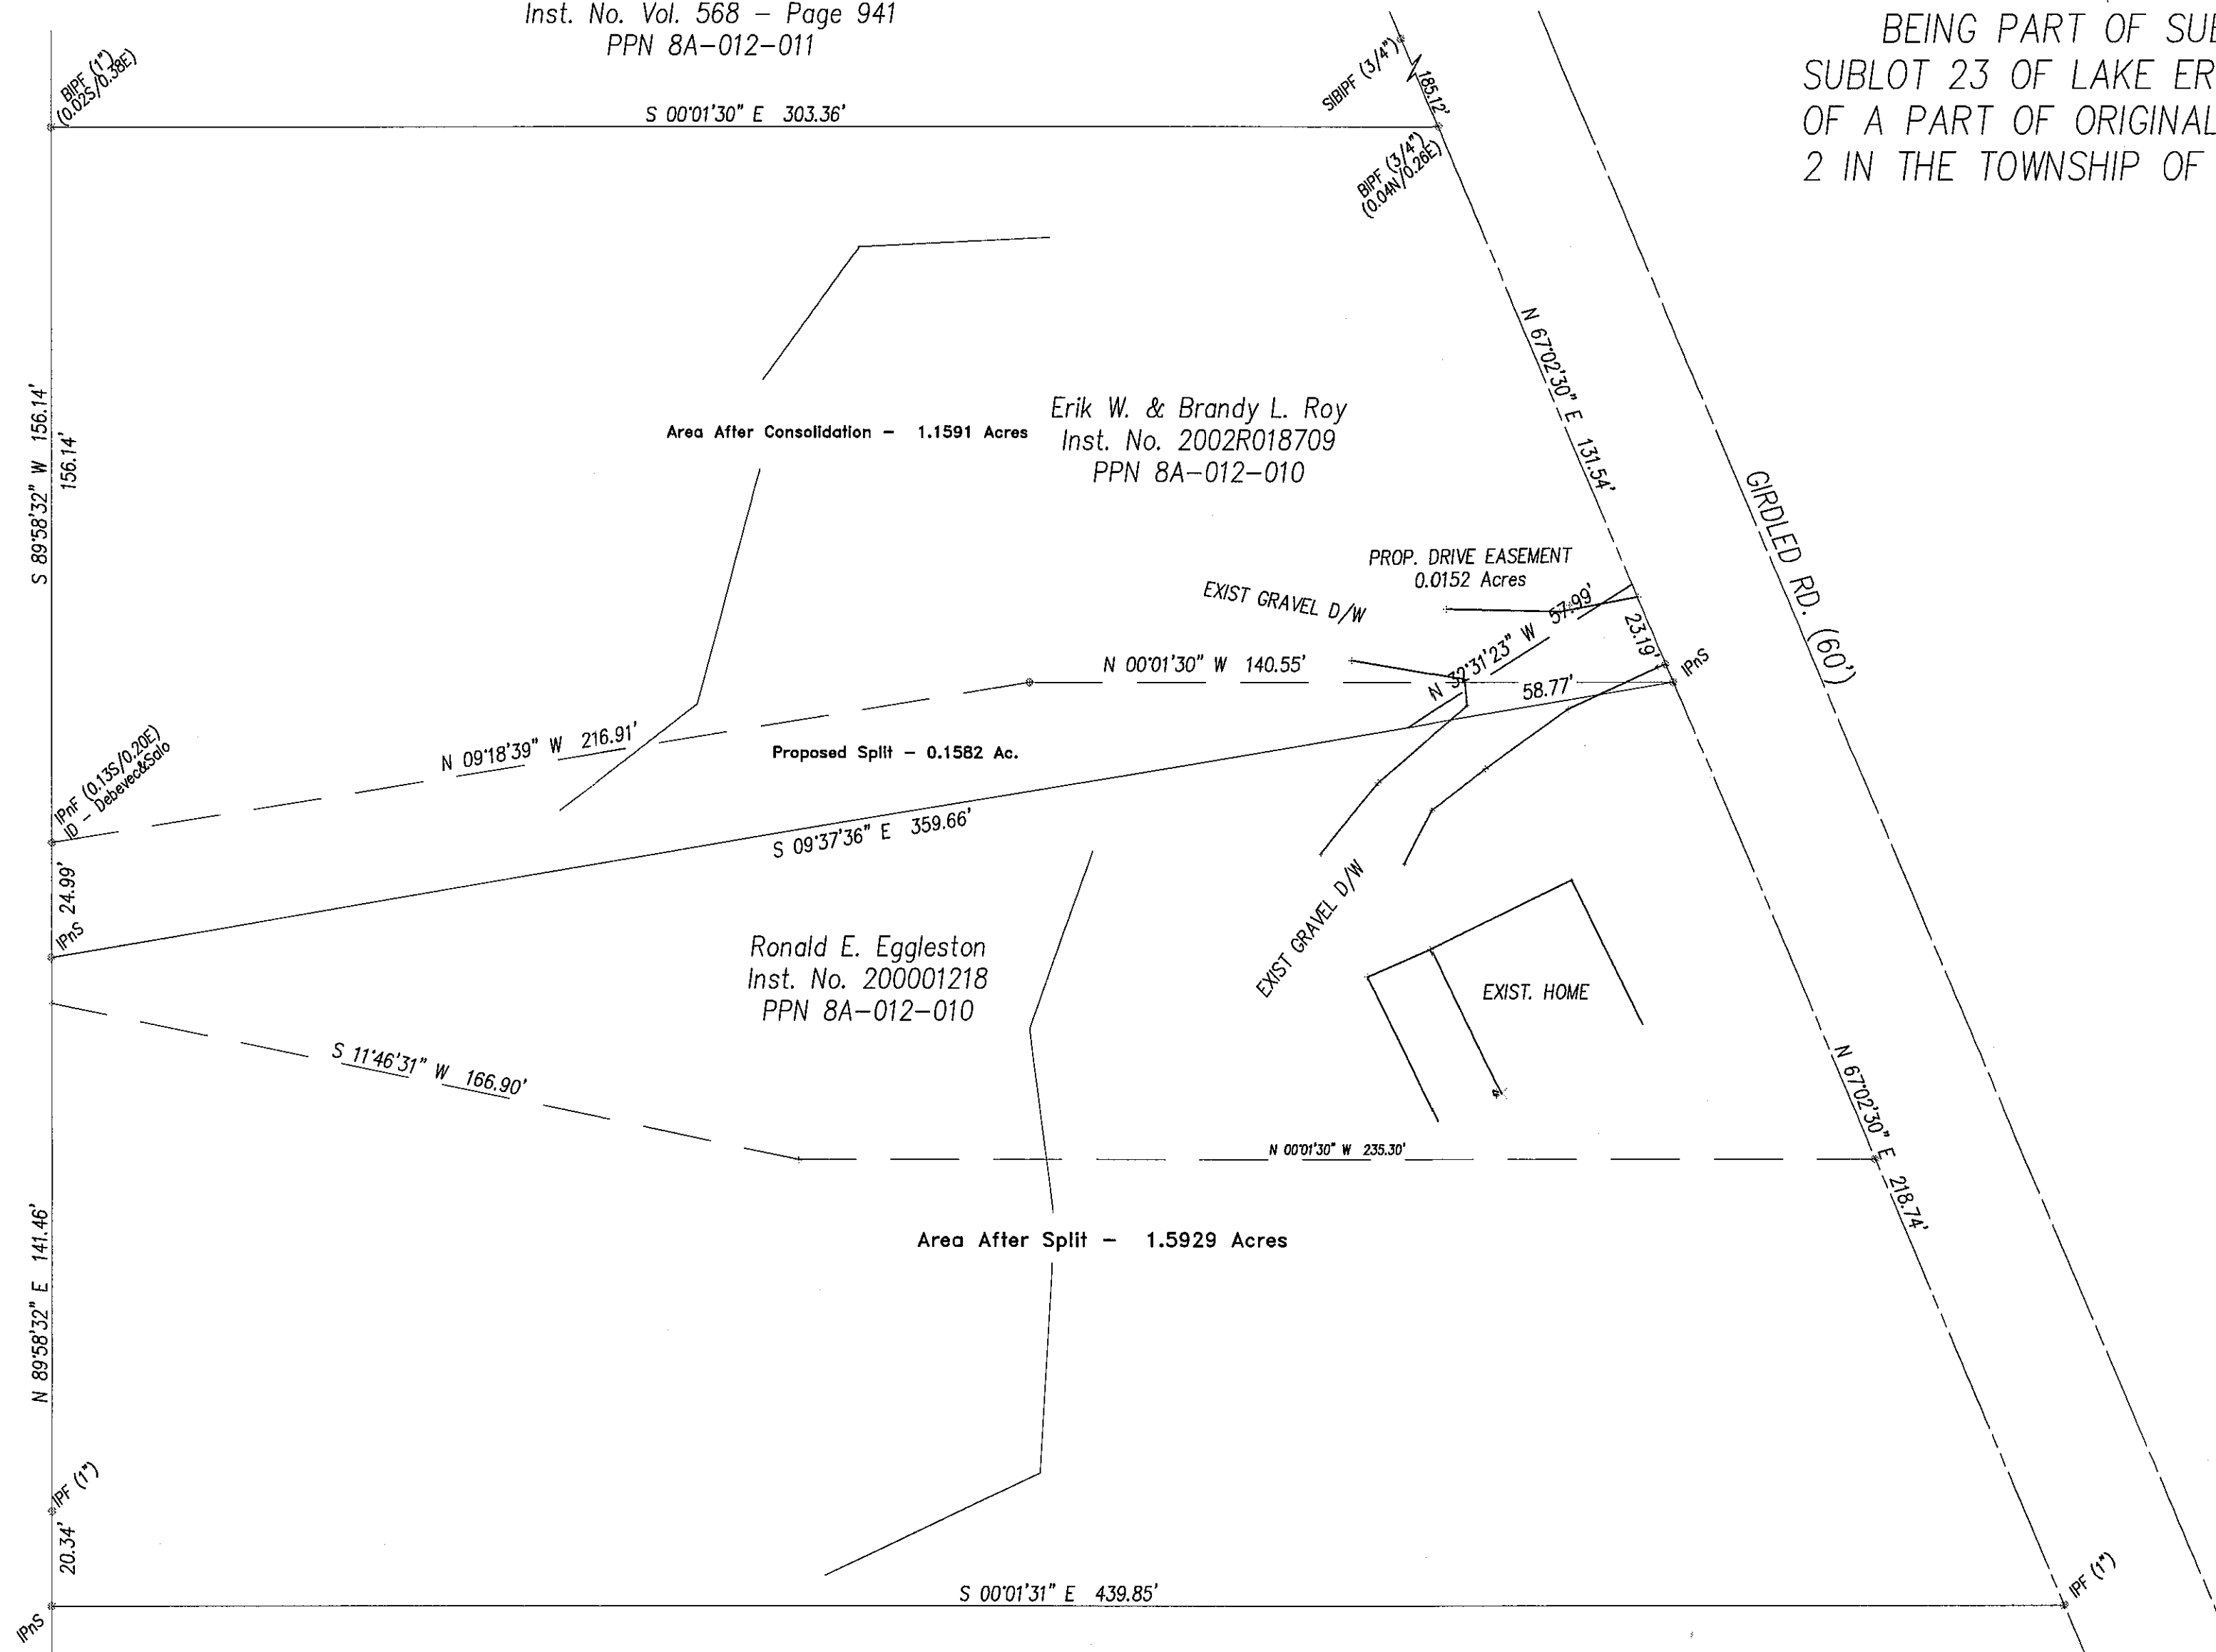 Inst. No. Vol. 568 – Page 941
PPN 8A–012–011
BEING PART OF SUB
SUBLOT 23 OF LAKE ER
OF A PART OF ORIGINAL
2 IN THE TOWNSHIP OF
BIPF (1")
(0.02S/0.38E)
S 00°01'30" E 303.36'
SIBIPF (3/4")
185.12'
BIPF (3/4")
(0.04N/0.26E)
N 67°02'30" E 131.54'
S 89°58'32" W 156.14'
156.14'
Area After Consolidation – 1.1591 Acres
Erik W. & Brandy L. Roy
Inst. No. 2002R018709
PPN 8A–012–010
GIRDLED RD. (60')
PROP. DRIVE EASEMENT
0.0152 Acres
EXIST GRAVEL D/W
N 32°31'23" W 57.99'
23.19'
IPnS
N 00°01'30" W 140.55'
58.77'
N 09°18'39" W 216.91'
Proposed Split – 0.1582 Ac.
IPnF (0.13S/0.20E)
ID – Debevec&Salo
S 09°37'36" E 359.66'
24.99'
IPnS
EXIST GRAVEL D/W
Ronald E. Eggleston
Inst. No. 200001218
PPN 8A–012–010
EXIST. HOME
S 11°46'31" W 166.90'
N 67°02'30" E 218.74'
N 00°01'30" W 235.30'
Area After Split – 1.5929 Acres
N 89°58'32" E 141.46'
IPF (1")
20.34'
S 00°01'31" E 439.85'
IPF (1")
IPnS